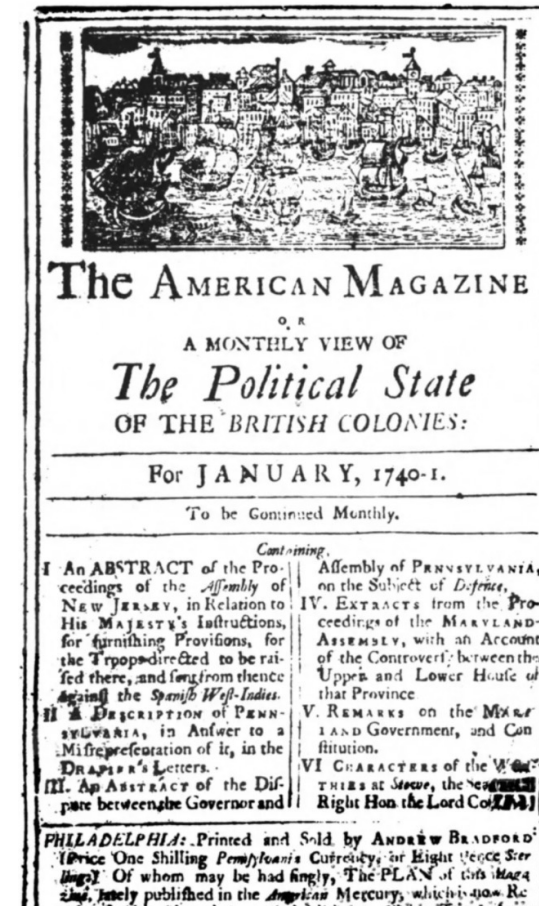 The AMERICAN MAGAZINE
OR
A MONTHLY VIEW OF
The Political State
OF THE BRITISH COLONIES:
For JANUARY, 1740-1.
To be Continued Monthly.
Containing,
I An ABSTRACT of the Pro-
ceedings of the Aſſembly of
NEW JERSEY, in Relation to
His MAJESTY's Inſtructions,
for furniſhing Proviſions, for
the Troops directed to be rai-
ſed there, and ſent from thence
againſt the Spaniſh Weſt-Indies.
II A DESCRIPTION of PENN-
SYLVANIA, in Anſwer to a
Miſrepreſentation of it, in the
DRAPIER's Letters.
III. An ABSTRACT of the Diſ-
pute between the Governor and
Aſſembly of PENNSYLVANIA,
on the Subject of Defence,
IV. EXTRACTS from the Pro-
ceedings of the MARYLAND-
ASSEMBLY, with an Account
of the Controverſy between the
Upper and Lower Houſe of
that Province
V. REMARKS on the MARY
LAND Government, and Con
ſtitution.
VI CHARACTERS of the
THIES at Stowe, the
Right Hon the Lord
PHILADELPHIA: Printed and Sold by ANDREW BRADFORD
[Price One Shilling Penſylvania Currency, or Eight Pence Ster
lings] Of whom may be had ſingly, The PLAN of this Maga
zine, lately publiſhed in the American Mercury, which is now Re